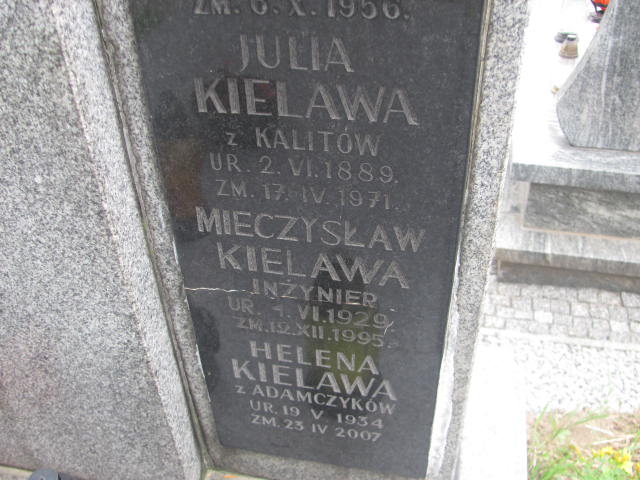 ZM. 6. X. 1956.
JULIA
KIELAWA
z KALITÓW
UR. 2. VI. 1889.
ZM. 17. IV. 1971.
MIECZYSŁAW
KIELAWA
INŻYNIER
UR. 1. VI. 1929.
ZM. 12. XII. 1995.
HELENA
KIELAWA
z ADAMCZYKÓW
UR. 19 V 1934
ZM. 23 IV 2007